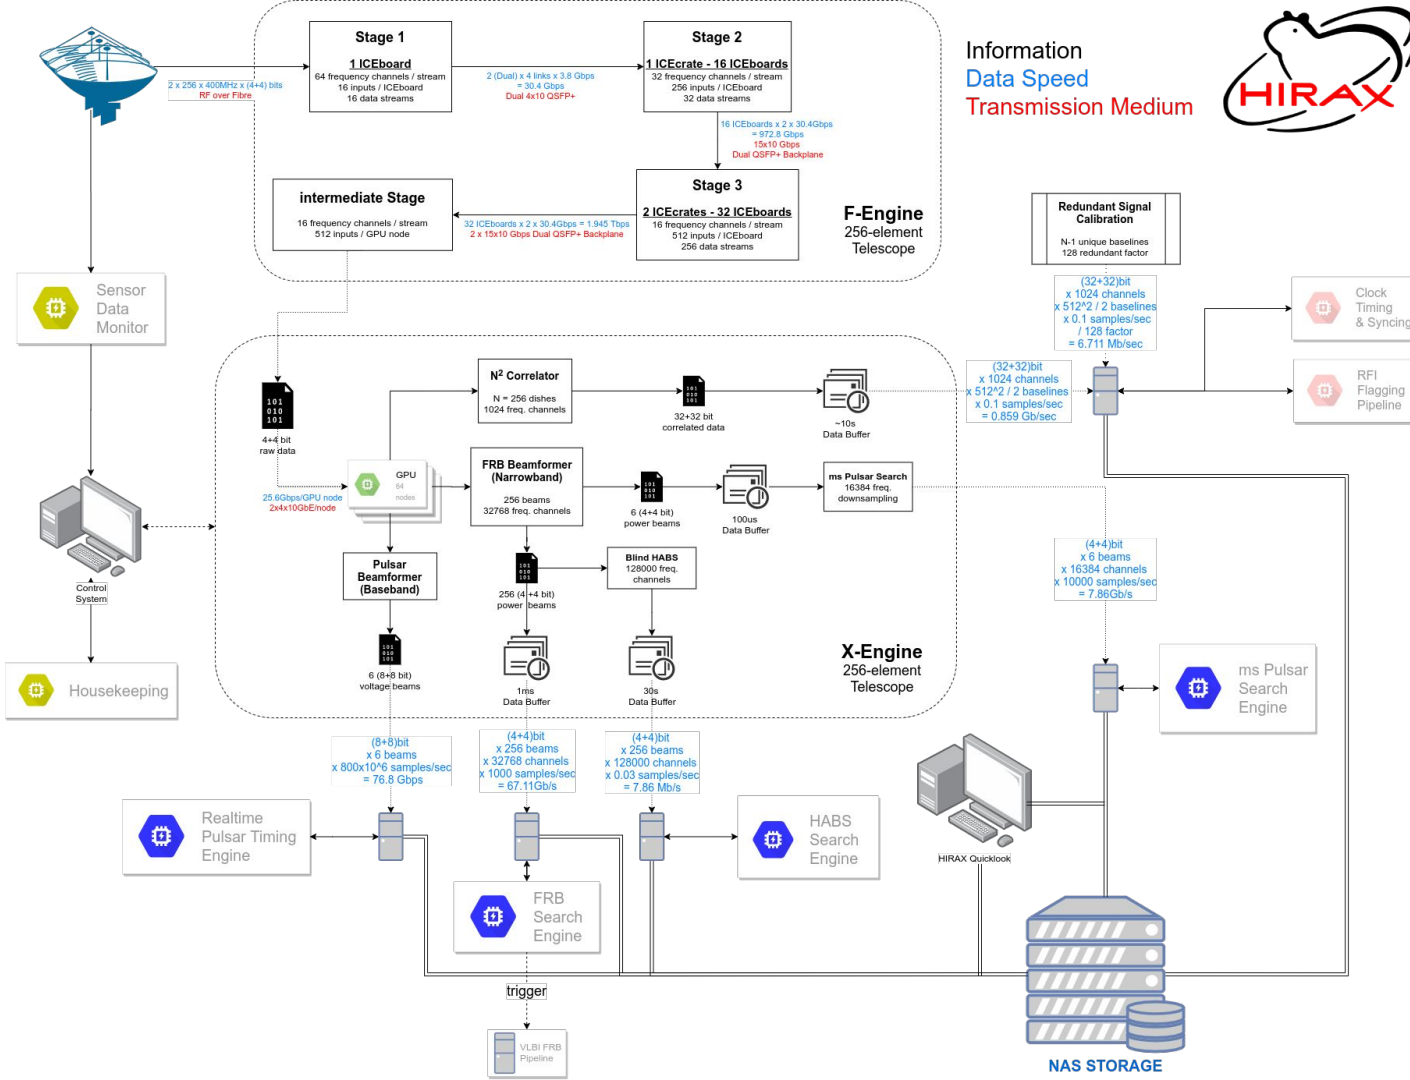 Stage 1
1 ICEboard
64 frequency channels / stream
16 inputs / ICEboard
16 data streams
2 x 256 x 400MHz x (4+4) bits
RF over Fibre
2 (Dual) x 4 links x 3.8 Gbps
= 30.4 Gbps
Dual 4x10 QSFP+
Stage 2
1 ICEcrate - 16 ICEboards
32 frequency channels / stream
256 inputs / ICEboard
32 data streams
16 ICEboards x 2 x 30.4Gbps
= 972.8 Gbps
15x10 Gbps
Dual QSFP+ Backplane
Stage 3
2 ICEcrates - 32 ICEboards
16 frequency channels / stream
512 inputs / ICEboard
256 data streams
32 ICEboards x 2 x 30.4Gbps = 1.945 Tbps
2 x 15x10 Gbps Dual QSFP+ Backplane
intermediate Stage
16 frequency channels / stream
512 inputs / GPU node
F-Engine
256-element
Telescope
Information
Data Speed
Transmission Medium
HIRAX
Redundant Signal
Calibration
N-1 unique baselines
128 redundant factor
(32+32)bit
x 1024 channels
x 512^2 / 2 baselines
x 0.1 samples/sec
/ 128 factor
= 6.711 Mb/sec
Clock
Timing
& Syncing
RFI
Flagging
Pipeline
(32+32)bit
x 1024 channels
x 512^2 / 2 baselines
x 0.1 samples/sec
= 0.859 Gb/sec
Sensor
Data
Monitor
Control
System
Housekeeping
101
010
101
4+4 bit
raw data
25.6Gbps/GPU node
2x4x10GbE/node
GPU
64
nodes
N² Correlator
N = 256 dishes
1024 freq. channels
101
010
101
32+32 bit
correlated data
~10s
Data Buffer
FRB Beamformer
(Narrowband)
256 beams
32768 freq. channels
101
010
101
6 (4+4 bit)
power beams
100us
Data Buffer
ms Pulsar Search
16384 freq.
downsampling
Pulsar
Beamformer
(Baseband)
101
010
101
6 (8+8 bit)
voltage beams
101
010
101
256 (4+4 bit)
power beams
Blind HABS
128000 freq.
channels
1ms
Data Buffer
30s
Data Buffer
X-Engine
256-element
Telescope
(4+4)bit
x 6 beams
x 16384 channels
x 10000 samples/sec
= 7.86Gb/s
ms Pulsar
Search
Engine
(8+8)bit
x 6 beams
x 800x10^6 samples/sec
= 76.8 Gbps
(4+4)bit
x 256 beams
x 32768 channels
x 1000 samples/sec
= 67.11Gb/s
(4+4)bit
x 256 beams
x 128000 channels
x 0.03 samples/sec
= 7.86 Mb/s
Realtime
Pulsar Timing
Engine
FRB
Search
Engine
HABS
Search
Engine
HIRAX Quicklook
trigger
VLBI FRB
Pipeline
NAS STORAGE